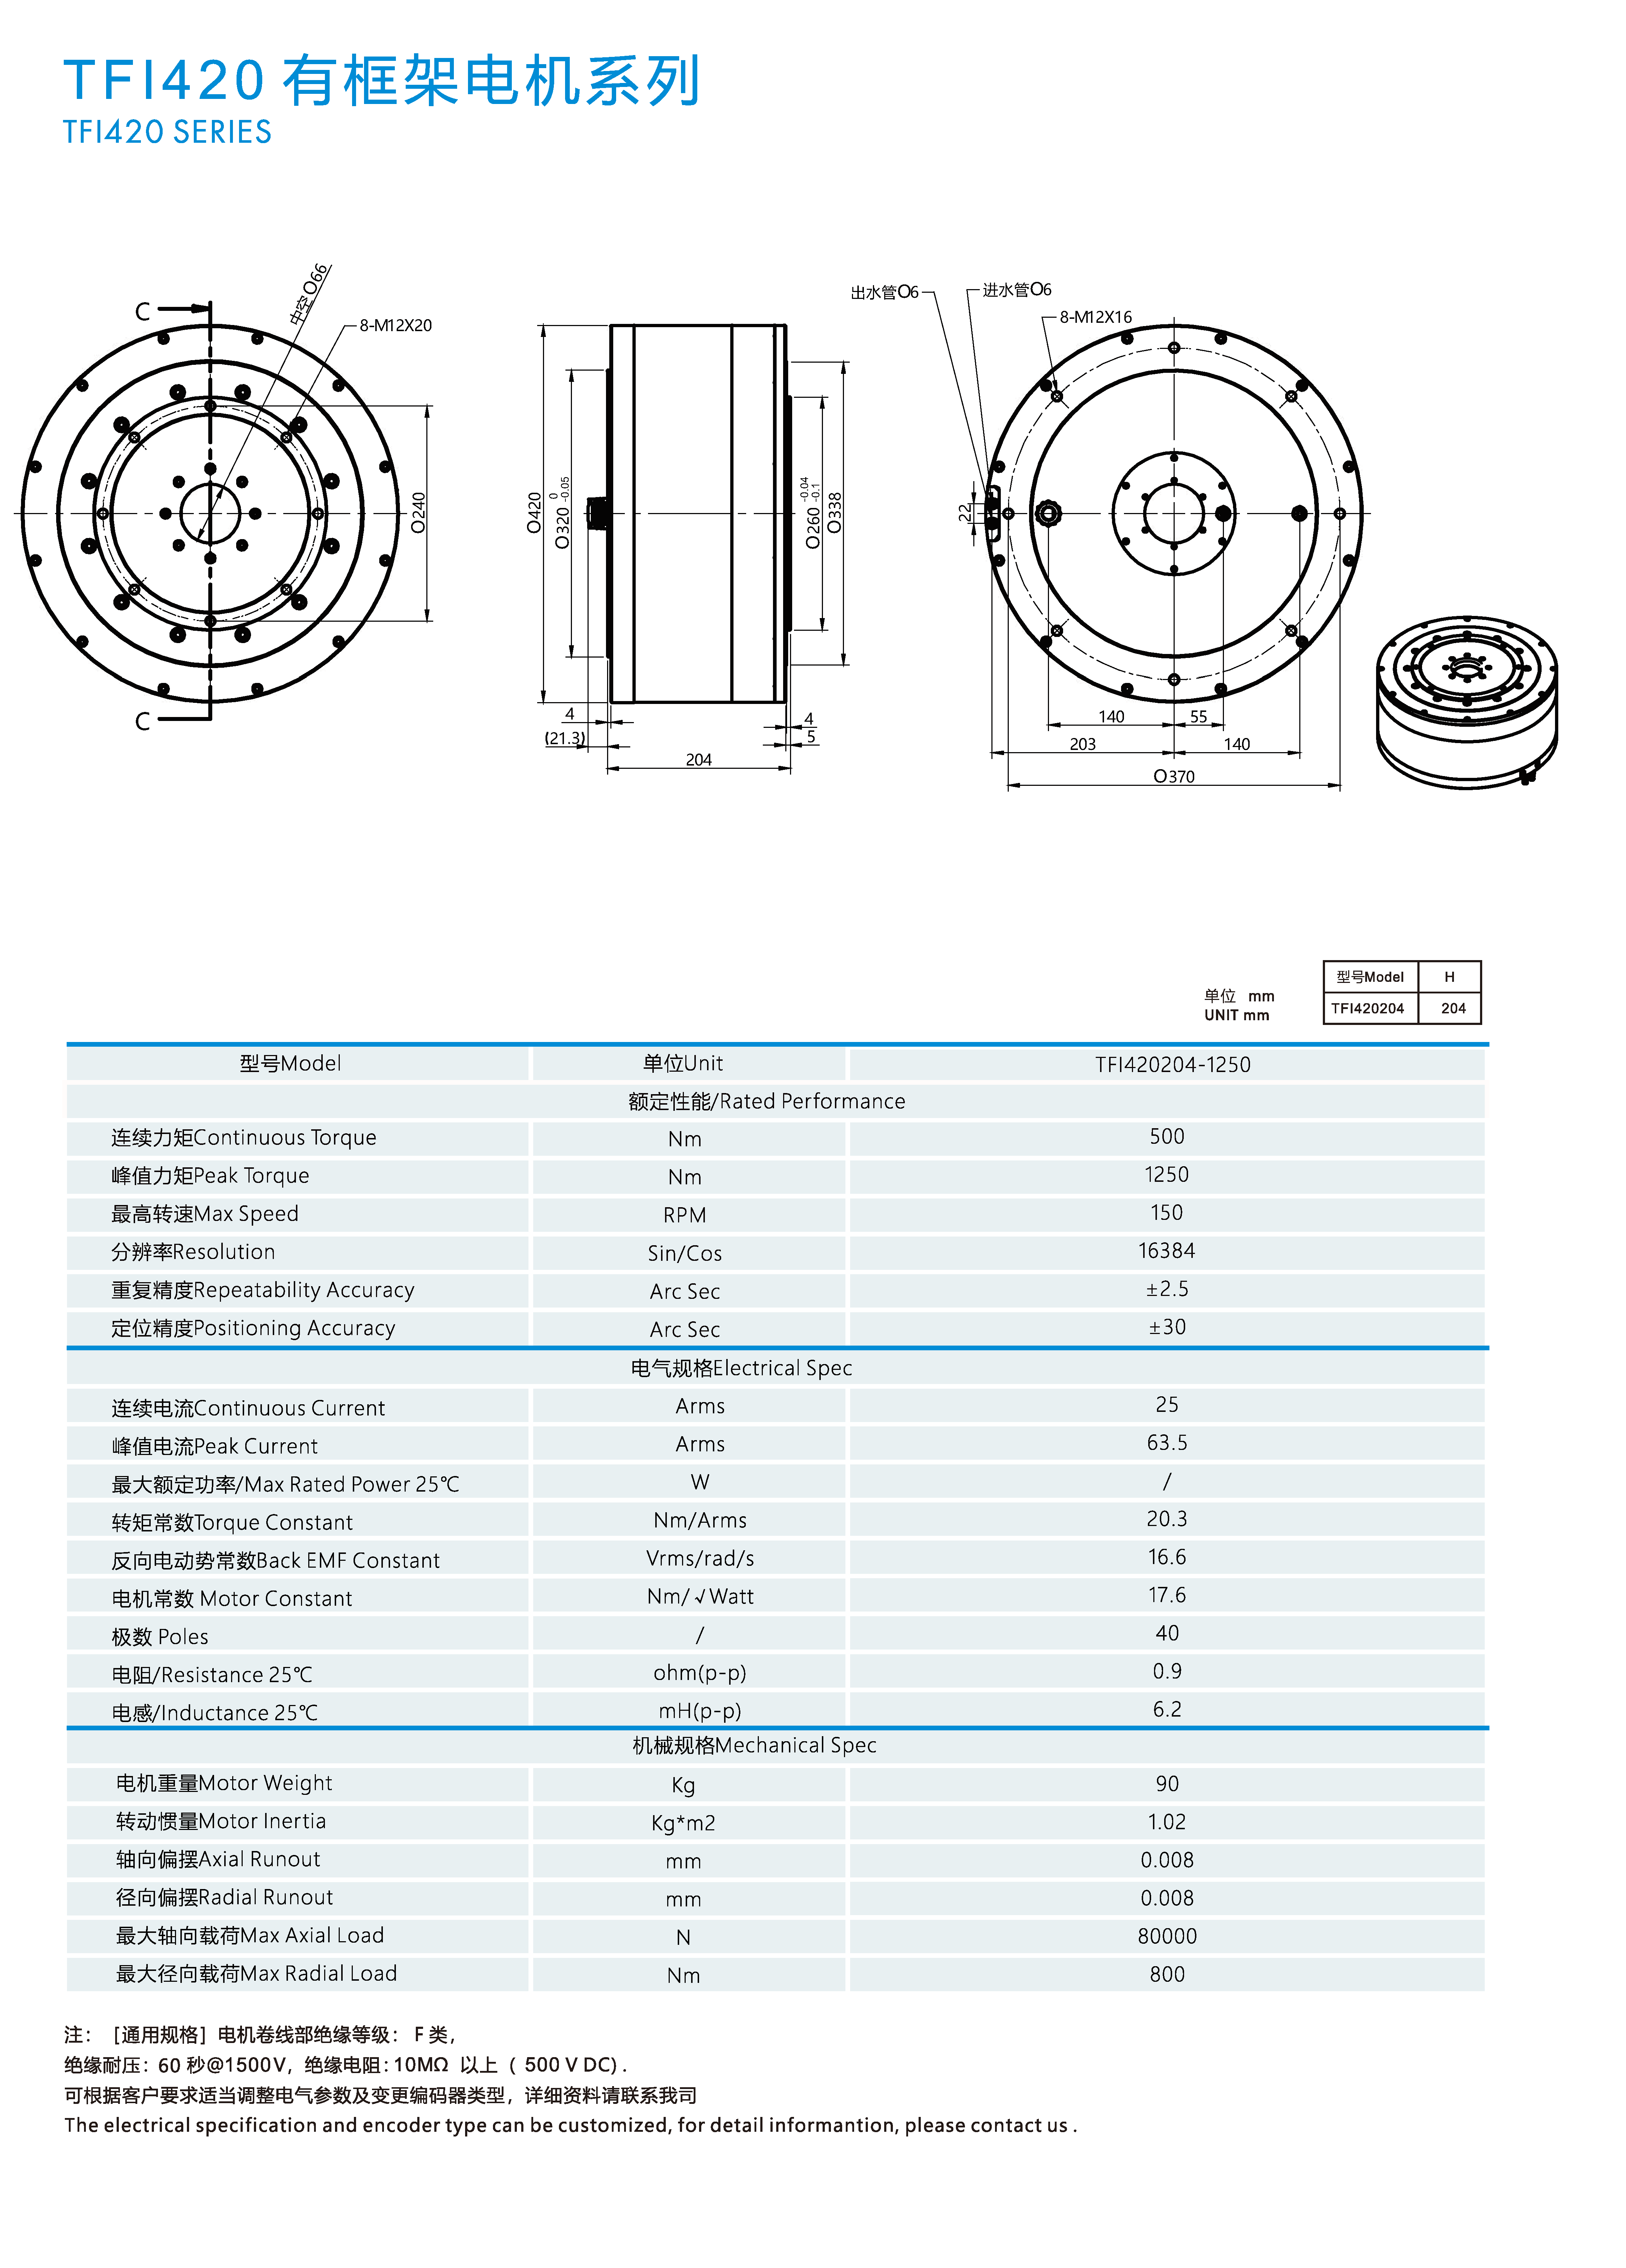 TFI420 有框架电机系列
TFI420 SERIES
C
中空O66
8-M12X20
O240
C
O420
O320 0 -0.05
O260 -0.04 -0.1
O338
4
(21.3)
204
4
5
出水管O6
进水管O6
8-M12X16
22
140
55
203
140
O370
单位 mm
UNIT mm
型号Model H
TFI420204 204
型号Model 单位Unit TFI420204-1250
额定性能/Rated Performance
连续力矩Continuous Torque Nm 500
峰值力矩Peak Torque Nm 1250
最高转速Max Speed RPM 150
分辨率Resolution Sin/Cos 16384
重复精度Repeatability Accuracy Arc Sec ±2.5
定位精度Positioning Accuracy Arc Sec ±30
电气规格Electrical Spec
连续电流Continuous Current Arms 25
峰值电流Peak Current Arms 63.5
最大额定功率/Max Rated Power 25℃ W /
转矩常数Torque Constant Nm/Arms 20.3
反向电动势常数Back EMF Constant Vrms/rad/s 16.6
电机常数 Motor Constant Nm/√Watt 17.6
极数 Poles / 40
电阻/Resistance 25℃ ohm(p-p) 0.9
电感/Inductance 25℃ mH(p-p) 6.2
机械规格Mechanical Spec
电机重量Motor Weight Kg 90
转动惯量Motor Inertia Kg*m2 1.02
轴向偏摆Axial Runout mm 0.008
径向偏摆Radial Runout mm 0.008
最大轴向载荷Max Axial Load N 80000
最大径向载荷Max Radial Load Nm 800
注： [通用规格] 电机卷线部绝缘等级： F 类，
绝缘耐压：60 秒@1500V，绝缘电阻：10MΩ 以上 ( 500 V DC) .
可根据客户要求适当调整电气参数及变更编码器类型，详细资料请联系我司
The electrical specification and encoder type can be customized, for detail informantion, please contact us .